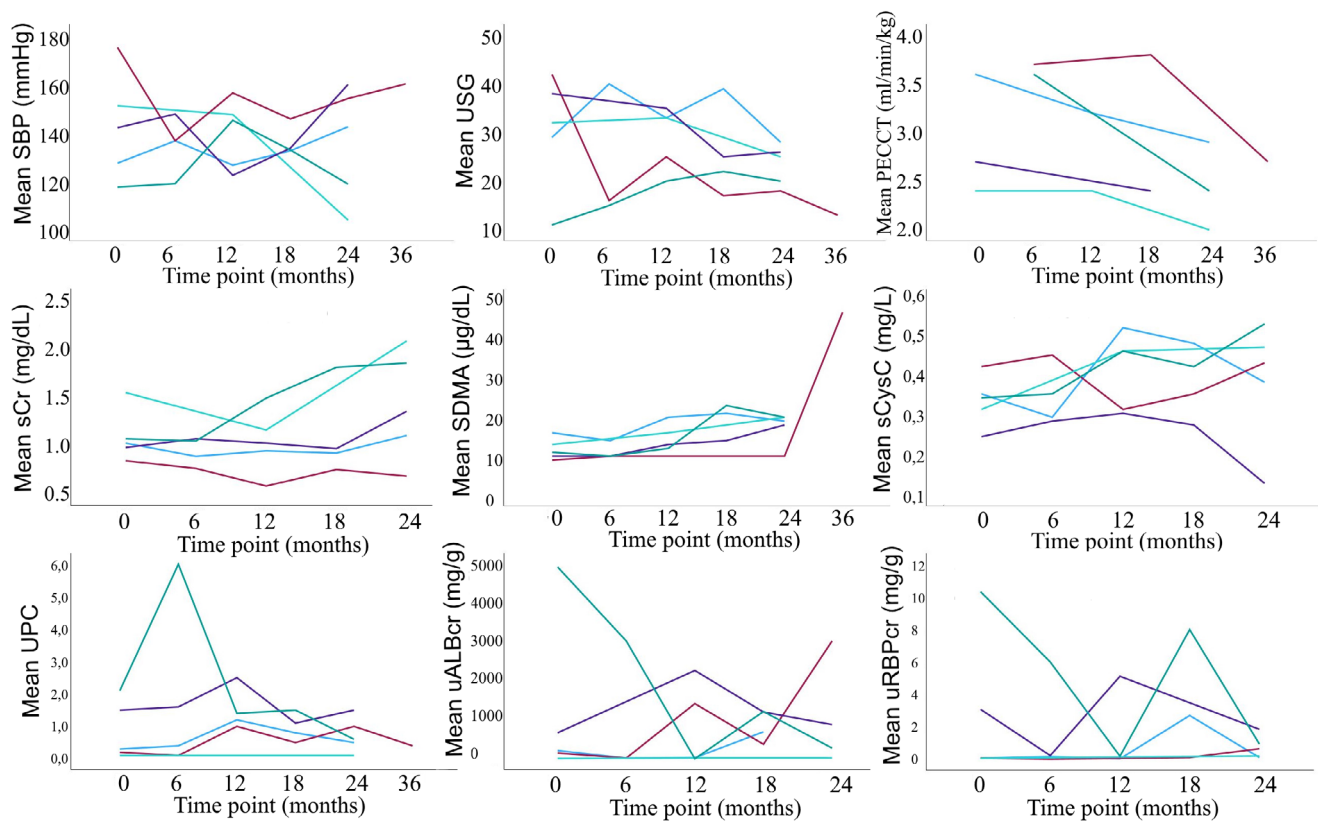 Mean SBP (mmHg)
180
160
140
120
100
0 6 12 18 24 36
Time point (months)
Mean USG
50
40
30
20
10
0 6 12 18 24 36
Time point (months)
Mean PECCT (ml/min/kg)
4.0
3.5
3.0
2.5
2.0
0 6 12 18 24 36
Time point (months)
Mean sCr (mg/dL)
2.5
2.0
1.5
1.0
0.5
0 6 12 18 24
Time point (months)
Mean SDMA (µg/dL)
50
40
30
20
10
0
0 6 12 18 24 36
Time point (months)
Mean sCysC (mg/L)
0,6
0,5
0,4
0,3
0,2
0,1
0 6 12 18 24
Time point (months)
Mean UPC
6,0
5,0
4,0
3,0
2,0
1,0
0,0
0 6 12 18 24 36
Time point (months)
Mean uALBcr (mg/g)
5000
4000
3000
2000
1000
0
0 6 12 18 24
Time point (months)
Mean uRBPcr (mg/g)
12
10
8
6
4
2
0
0 6 12 18 24
Time point (months)